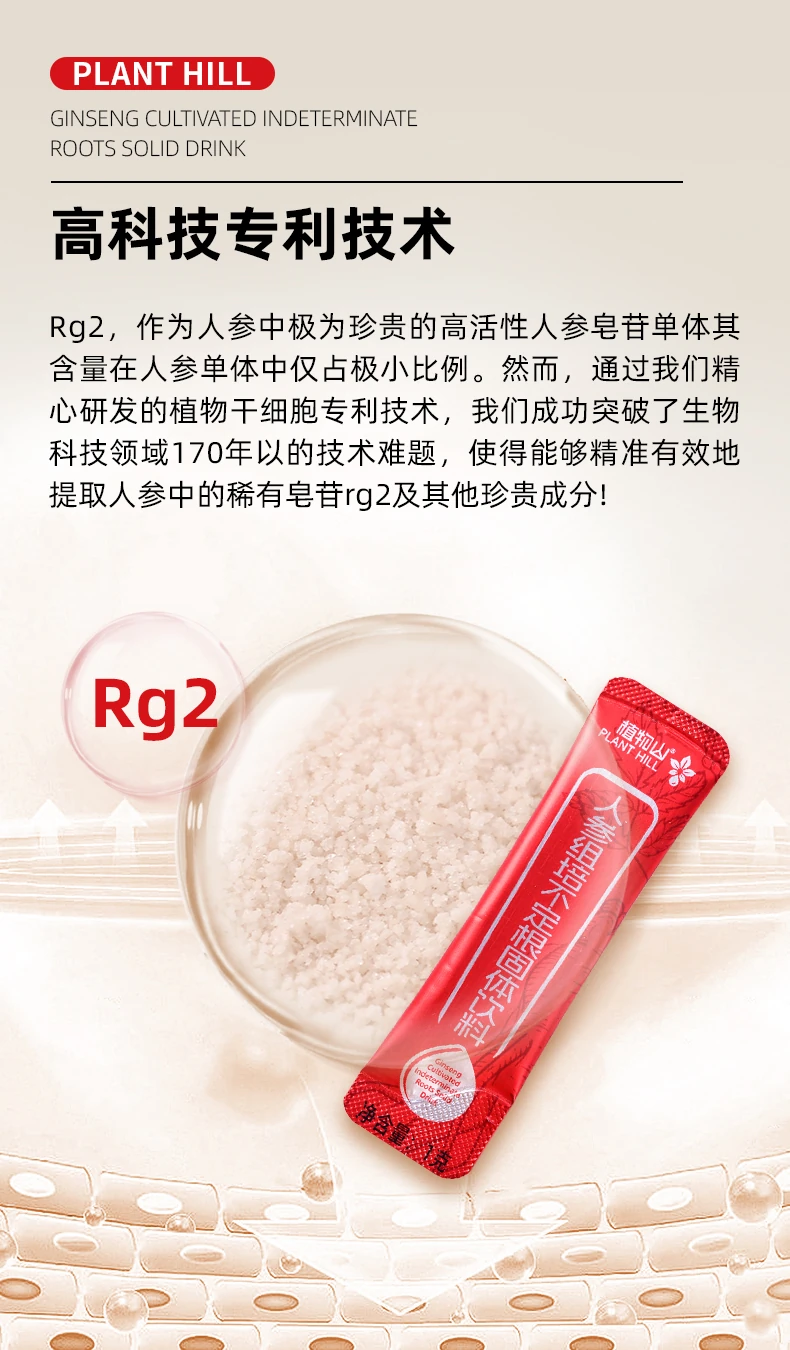 PLANT HILL
GINSENG CULTIVATED INDETERMINATE
ROOTS SOLID DRINK
高科技专利技术
Rg2，作为人参中极为珍贵的高活性人参皂苷单体其
含量在人参单体中仅占极小比例。然而，通过我们精
心研发的植物干细胞专利技术，我们成功突破了生物
科技领域170年以的技术难题，使得能够精准有效地
提取人参中的稀有皂苷rg2及其他珍贵成分!
Rg2
植物山®
PLANT HILL
人参组培不定根固体饮料
Ginseng
Cultivated
Indeterminate
Roots Solid
Drink
净含量：1克